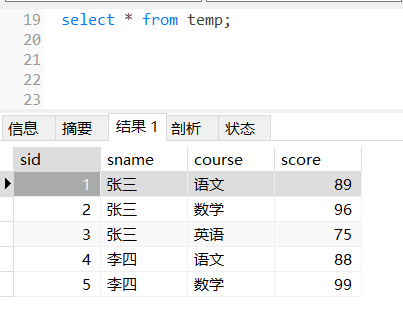 19 select * from temp;
20
21
22
23
信息 摘要 结果 1 剖析 状态
sid sname course score
1 张三 语文 89
2 张三 数学 96
3 张三 英语 75
4 李四 语文 88
5 李四 数学 99